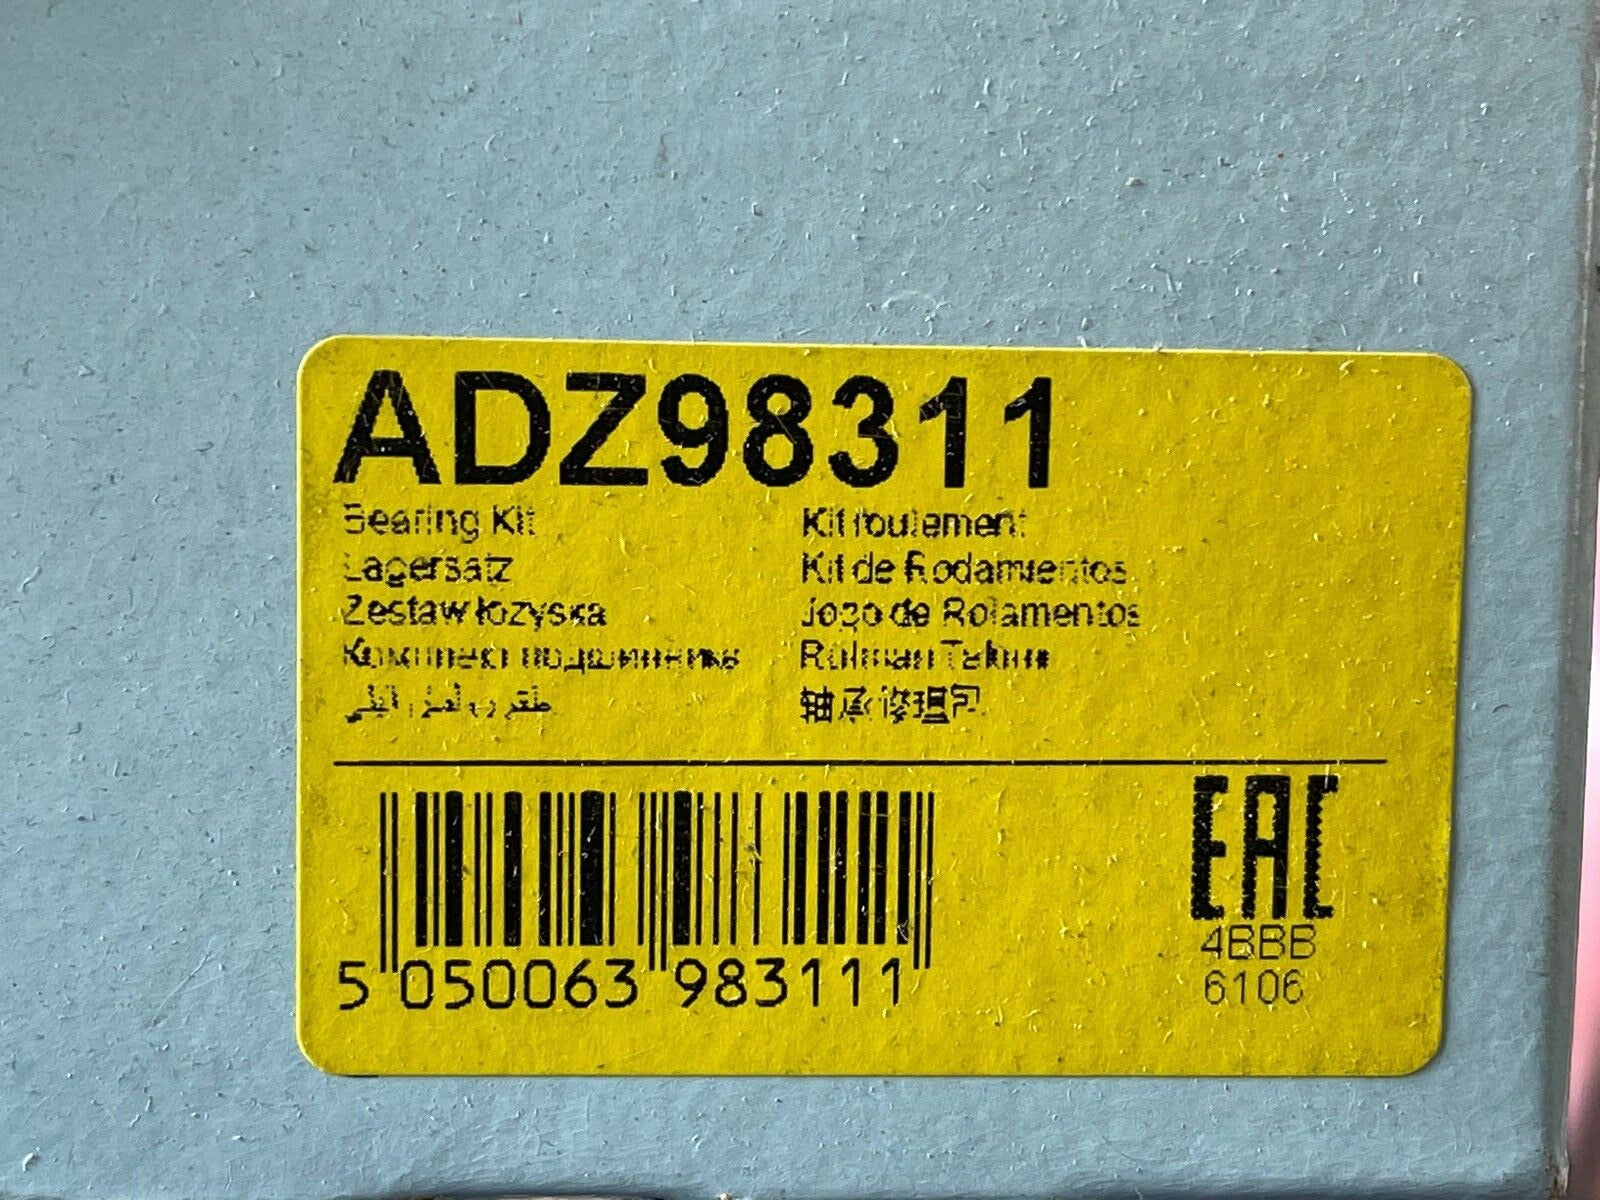 ADZ98311
Bearing Kit
Kit roulement
Lagersatz
Kit de Rodamientos
Zestaw łozyska
Jogo de Rolamentos
Комплект подшипника
Rulman Takımı
轴承修理包
EAC
5 050063 983111
4BBB
6106